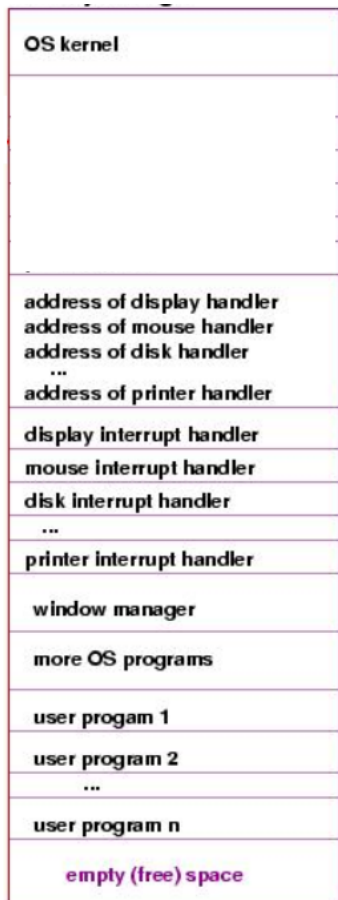 OS kernel
address of display handler
address of mouse handler
address of disk handler
...
address of printer handler
display interrupt handler
mouse interrupt handler
disk interrupt handler
...
printer interrupt handler
window manager
more OS programs
user progam 1
user program 2
...
user program n
empty (free) space